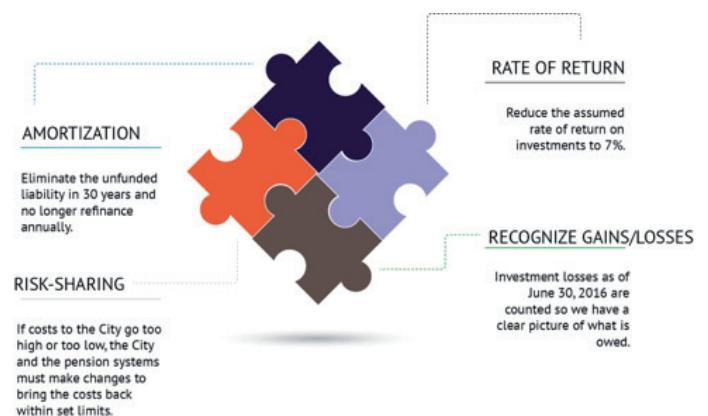 AMORTIZATION
Eliminate the unfunded
liability in 30 years and
no longer refinance
annually.
RATE OF RETURN
Reduce the assumed
rate of return on
investments to 7%.
RISK-SHARING
If costs to the City go too
high or too low, the City
and the pension systems
must make changes to
bring the costs back
within set limits.
RECOGNIZE GAINS/LOSSES
Investment losses as of
June 30, 2016 are
counted so we have a
clear picture of what is
owed.